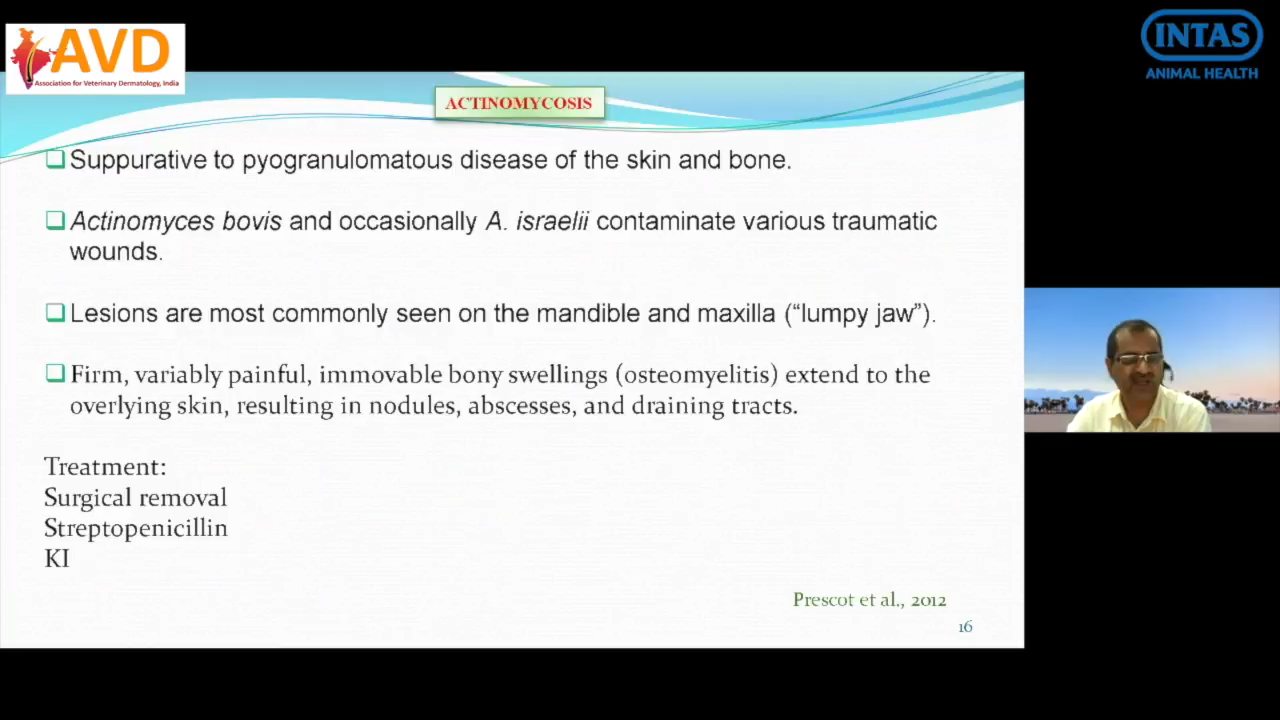 AVD
Association for Veterinary Dermatology, India
INTAS
ANIMAL HEALTH
ACTINOMYCOSIS
Suppurative to pyogranulomatous disease of the skin and bone.
Actinomyces bovis and occasionally A. israelii contaminate various traumatic
wounds.
Lesions are most commonly seen on the mandible and maxilla (“lumpy jaw”).
Firm, variably painful, immovable bony swellings (osteomyelitis) extend to the
overlying skin, resulting in nodules, abscesses, and draining tracts.
Treatment:
Surgical removal
Streptopenicillin
KI
Prescot et al., 2012
16